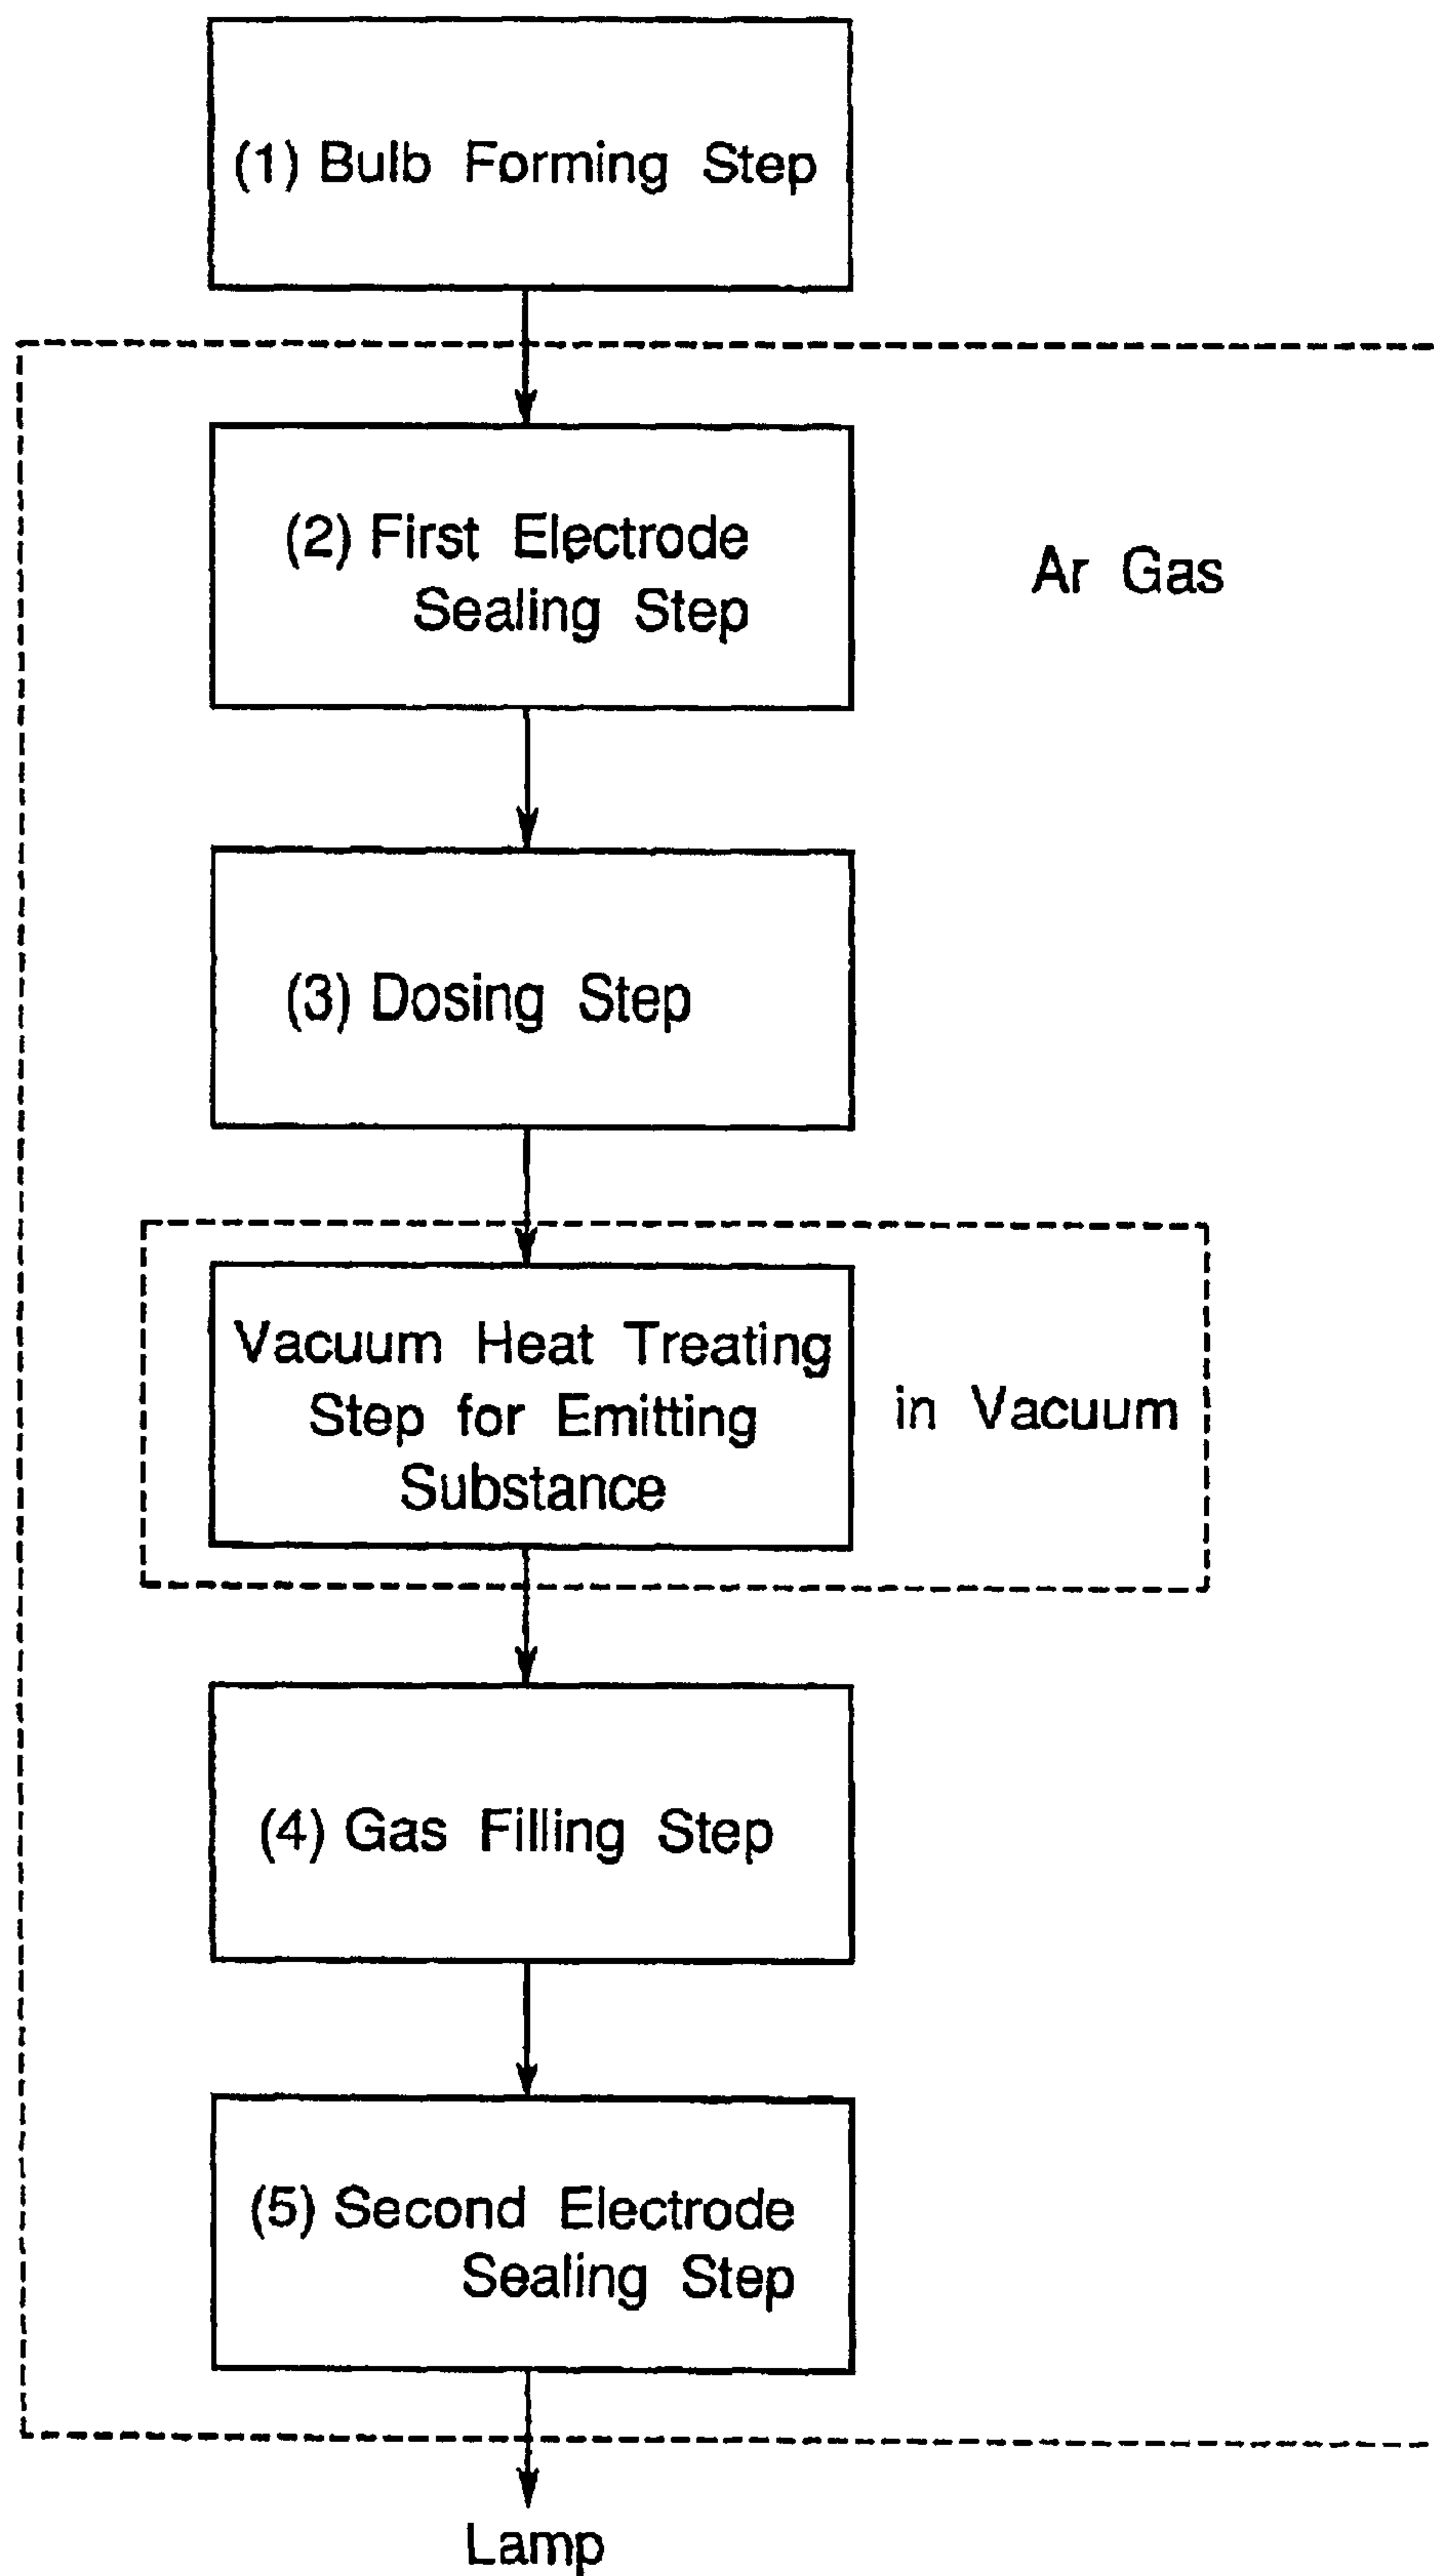 (1) Bulb Forming Step
(2) First Electrode
Sealing Step
Ar Gas
(3) Dosing Step
Vacuum Heat Treating
Step for Emitting
Substance
in Vacuum
(4) Gas Filling Step
(5) Second Electrode
Sealing Step
Lamp